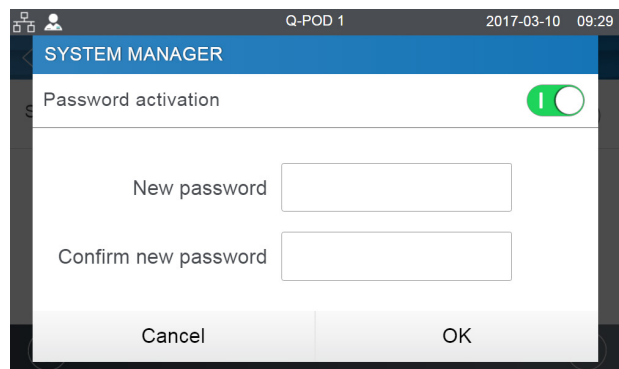 Q-POD 1 2017-03-10 09:29
SYSTEM MANAGER
Password activation
New password
Confirm new password
Cancel OK